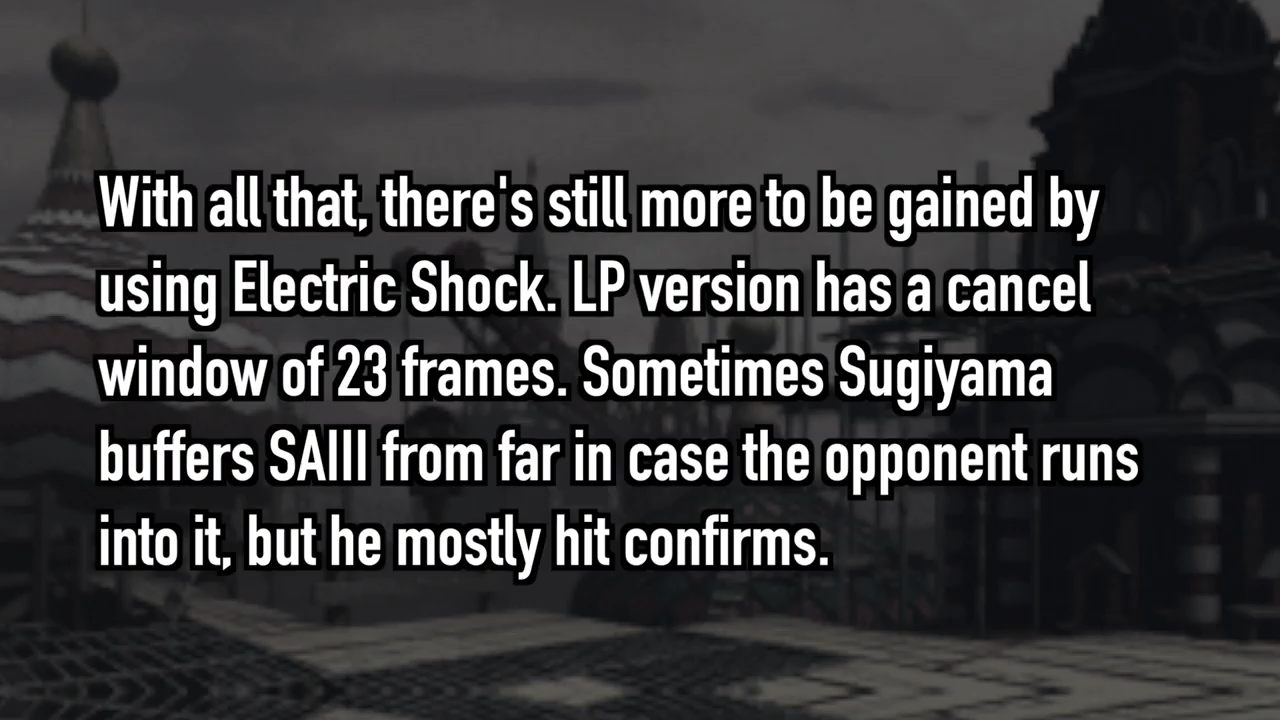 With all that, there's still more to be gained by
using Electric Shock. LP version has a cancel
window of 23 frames. Sometimes Sugiyama
buffers SAIII from far in case the opponent runs
into it, but he mostly hit confirms.